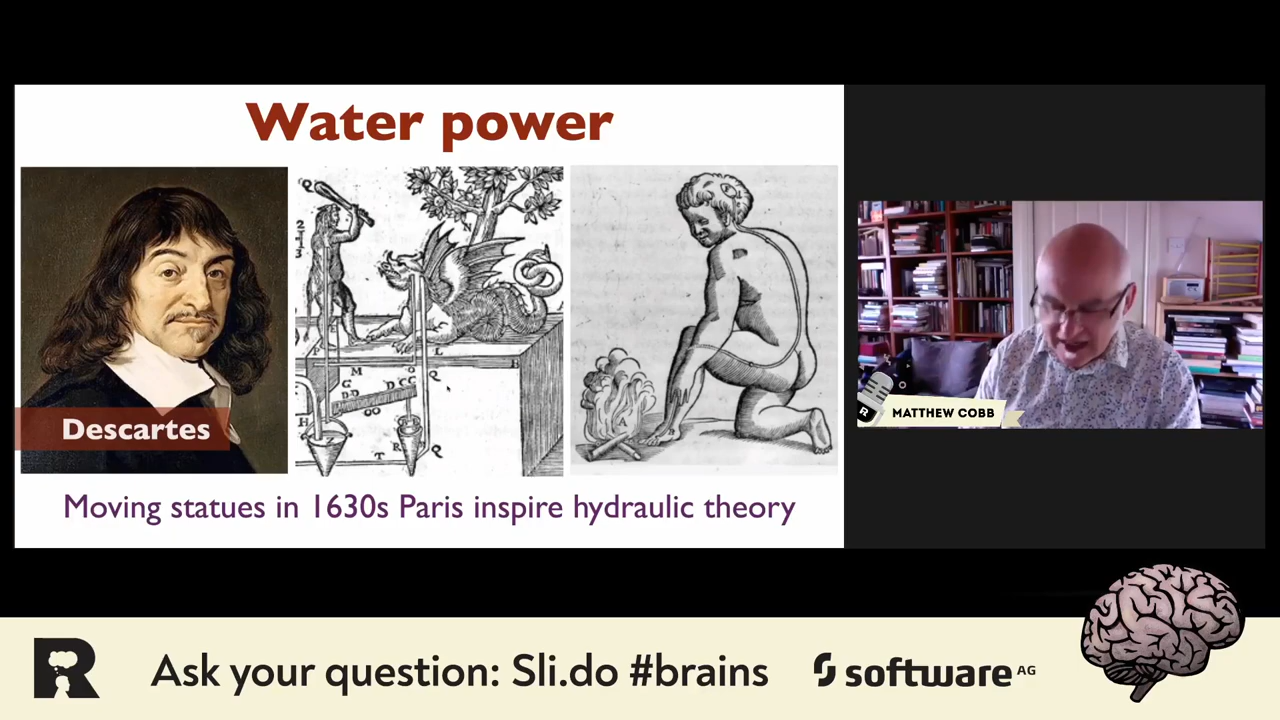 Water power
Descartes
Moving statues in 1630s Paris inspire hydraulic theory
MATTHEW COBB
R
Ask your question: Sli.do #brains
software AG